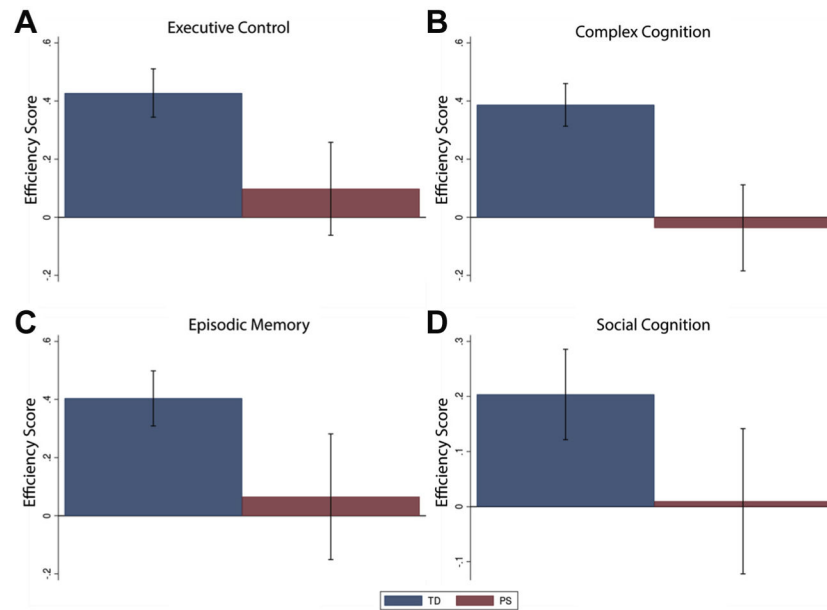 A
Executive Control
Efficiency Score
.6
.4
.2
0
-.2
B
Complex Cognition
Efficiency Score
.6
.4
.2
0
-.2
C
Episodic Memory
Efficiency Score
.6
.4
.2
0
-.2
D
Social Cognition
Efficiency Score
.3
.2
.1
0
-.1
TD PS